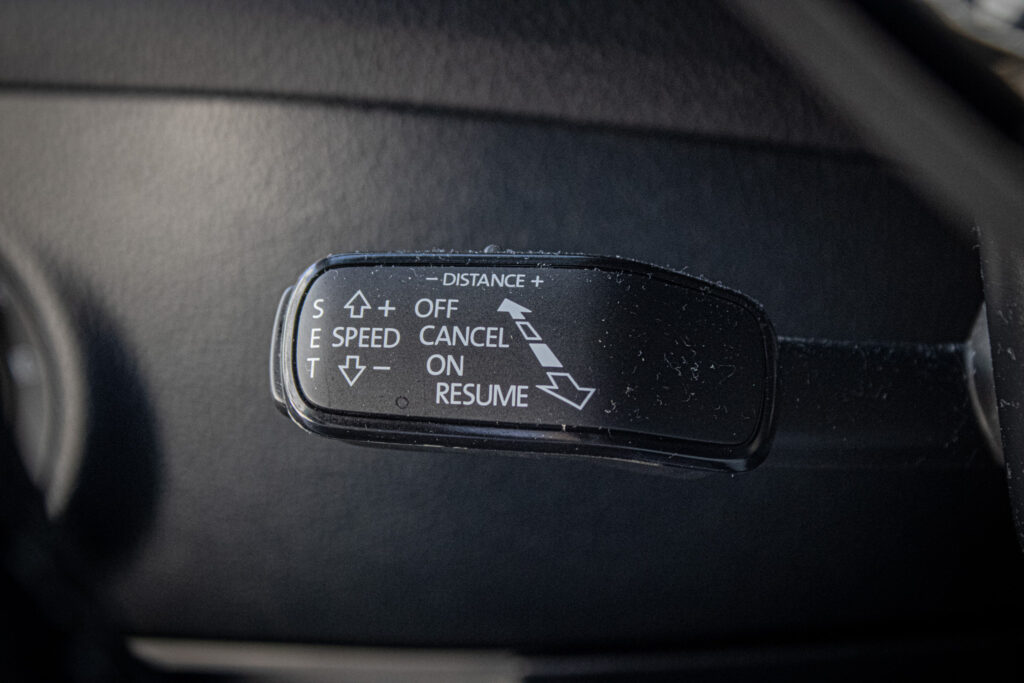 – DISTANCE +
S + OFF
E SPEED CANCEL
T – ON
RESUME